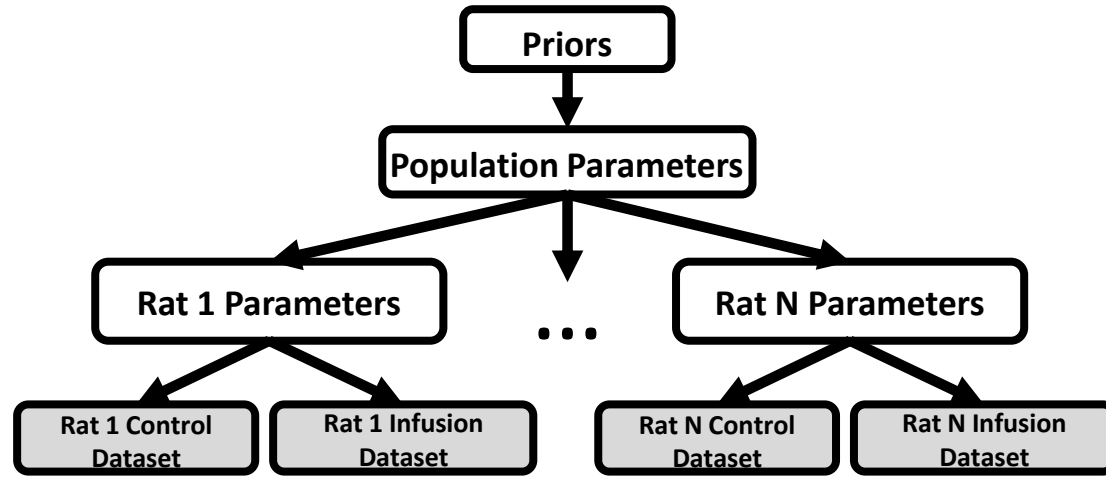 Priors
Population Parameters
Rat 1 Parameters
...
Rat N Parameters
Rat 1 Control
Dataset
Rat 1 Infusion
Dataset
Rat N Control
Dataset
Rat N Infusion
Dataset